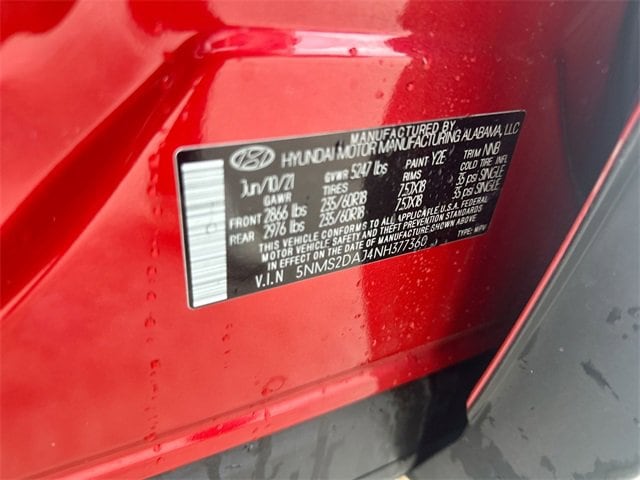 MANUFACTURED BY
HYUNDAI MOTOR MANUFACTURING ALABAMA, LLC
Jun/10/21 GVWR 5247 lbs PAINT Y2E TRIM NNB
GAWR TIRES RIMS COLD TIRE INFL
FRONT 2866 lbs 235/60R18 7.5JX18 35 psi SINGLE
REAR 2976 lbs 235/60R18 7.5JX18 35 psi SINGLE
THIS VEHICLE CONFORMS TO ALL APPLICABLE U.S.A. FEDERAL
MOTOR VEHICLE SAFETY AND THEFT PREVENTION STANDARDS
IN EFFECT ON THE DATE OF MANUFACTURE SHOWN ABOVE.
V.I.N 5NMS2DAJ4NH377360 TYPE: MPV